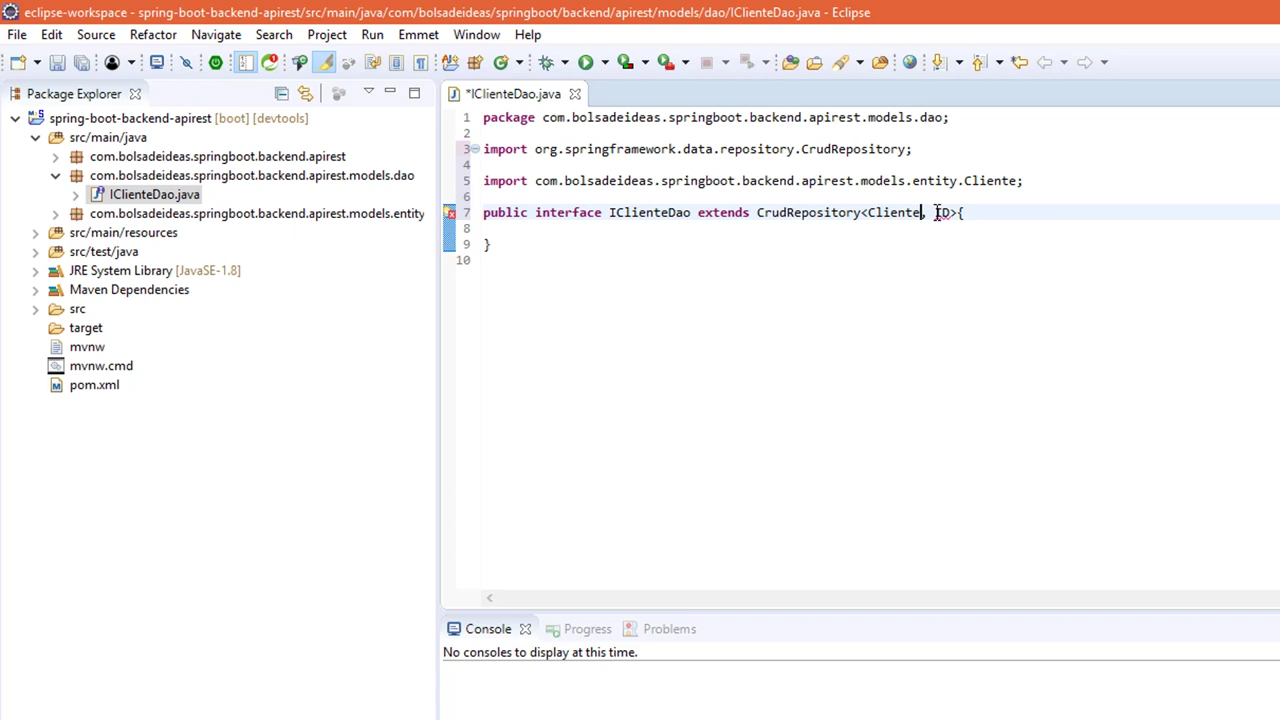 eclipse-workspace - spring-boot-backend-apirest/src/main/java/com/bolsadeideas/springboot/backend/apirest/models/dao/IClienteDao.java - Eclipse
File Edit Source Refactor Navigate Search Project Run Emmet Window Help
Package Explorer
*IClienteDao.java
spring-boot-backend-apirest [boot] [devtools]
src/main/java
com.bolsadeideas.springboot.backend.apirest
com.bolsadeideas.springboot.backend.apirest.models.dao
IClienteDao.java
com.bolsadeideas.springboot.backend.apirest.models.entity
src/main/resources
src/test/java
JRE System Library [JavaSE-1.8]
Maven Dependencies
src
target
mvnw
mvnw.cmd
pom.xml
1 package com.bolsadeideas.springboot.backend.apirest.models.dao;
2
3 import org.springframework.data.repository.CrudRepository;
4
5 import com.bolsadeideas.springboot.backend.apirest.models.entity.Cliente;
6
7 public interface IClienteDao extends CrudRepository<Cliente, ID>{
8
9 }
10
Console Progress Problems
No consoles to display at this time.